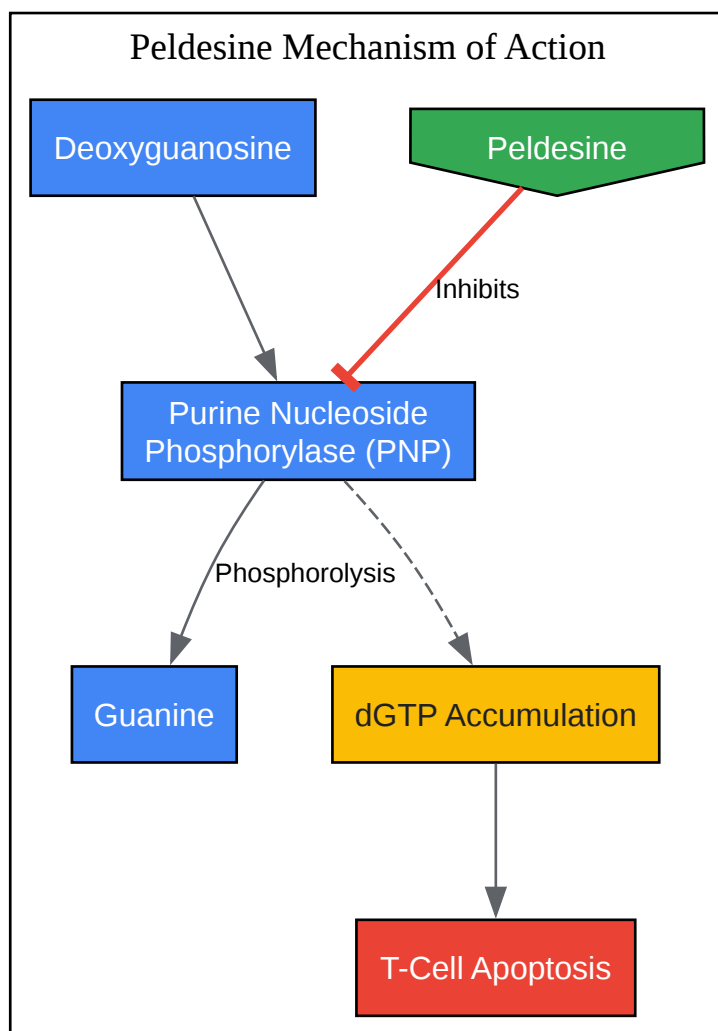 Peldesine Mechanism of Action
Deoxyguanosine
Peldesine
Inhibits
Purine Nucleoside
Phosphorylase (PNP)
Phosphorolysis
Guanine
dGTP Accumulation
T-Cell Apoptosis